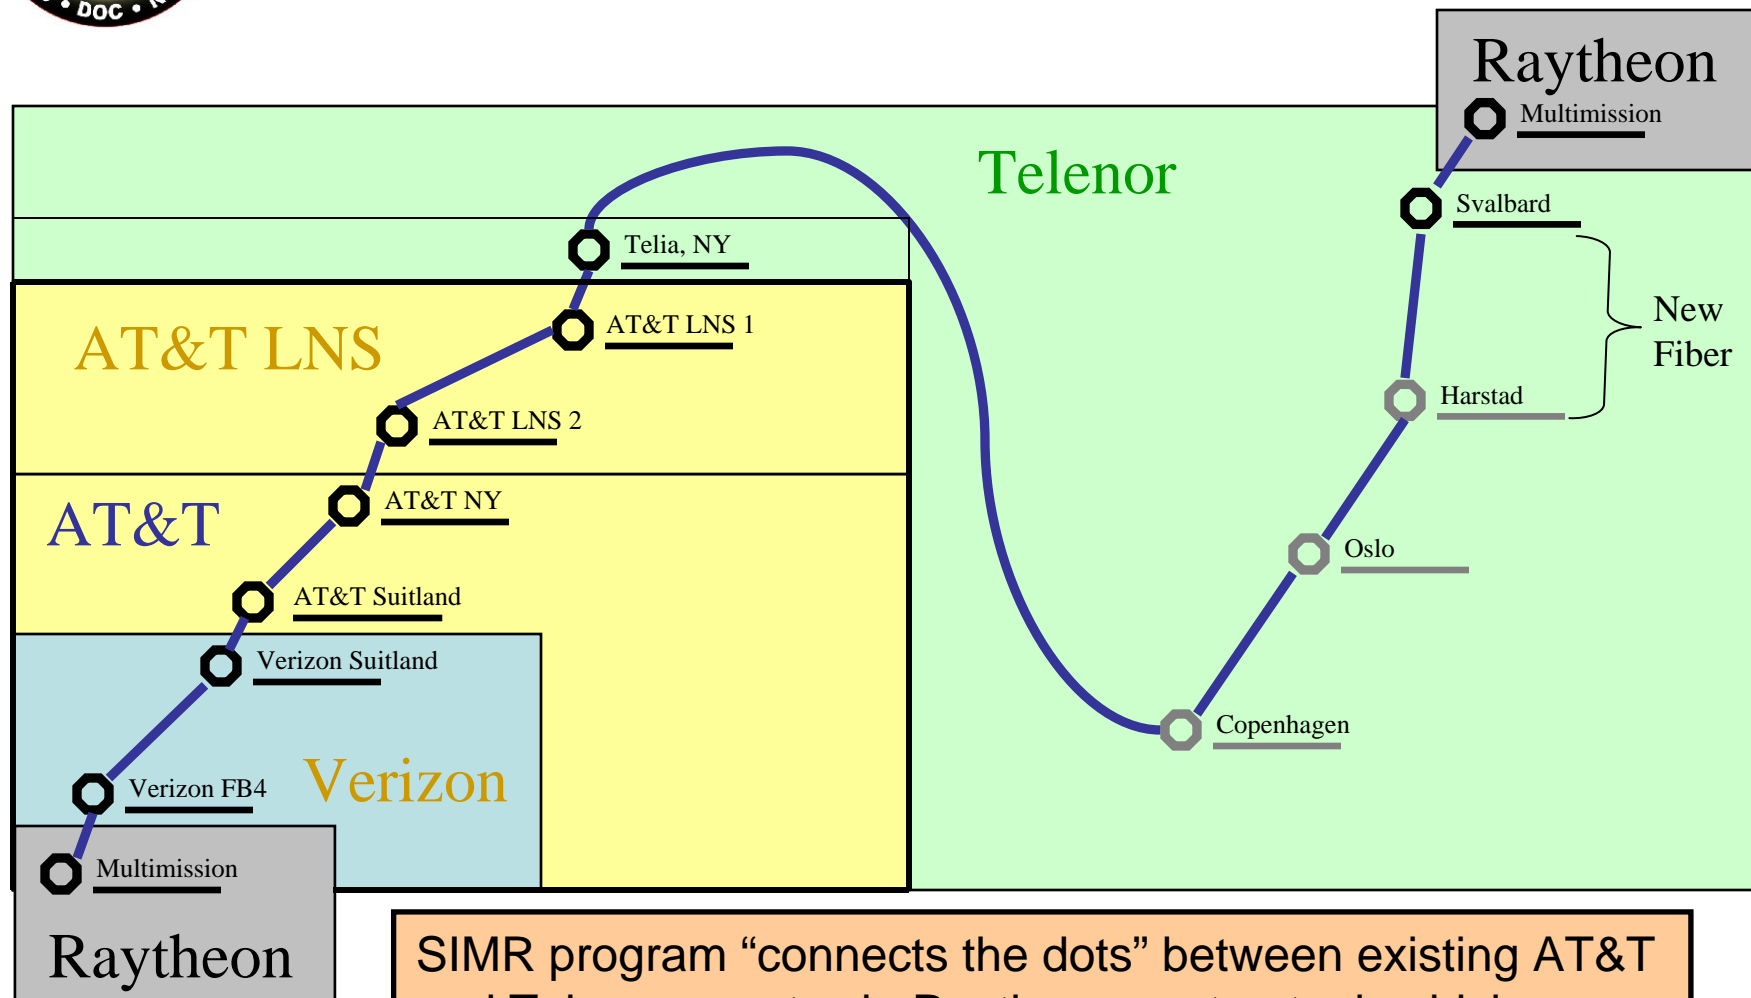 DOC
Raytheon
Multimission
Telenor
Svalbard
Telia, NY
New
Fiber
AT&T LNS
AT&T LNS 1
Harstad
AT&T LNS 2
AT&T
AT&T NY
Oslo
AT&T Suitland
Verizon Suitland
Copenhagen
Verizon
Verizon FB4
Multimission
Raytheon
SIMR program “connects the dots” between existing AT&T